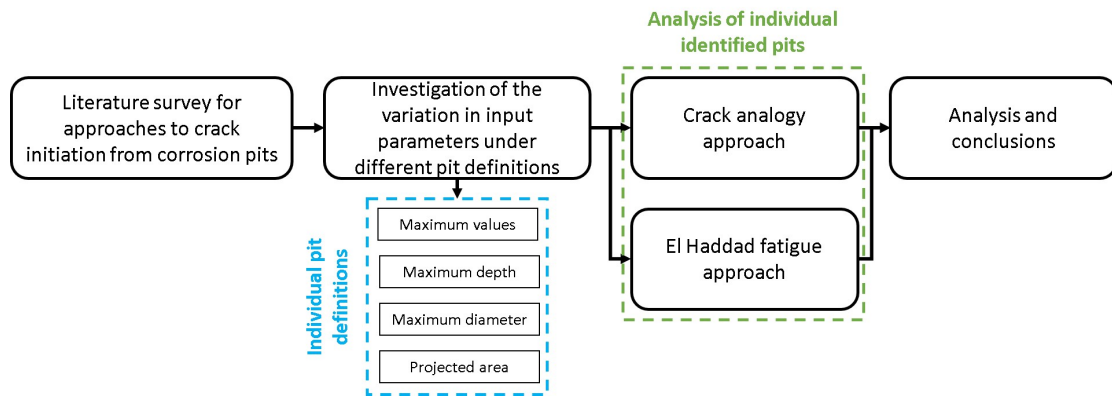 Analysis of individual
identified pits
Literature survey for
approaches to crack
initiation from corrosion pits
Investigation of the
variation in input
parameters under
different pit definitions
Crack analogy
approach
Analysis and
conclusions
Individual pit
definitions
Maximum values
Maximum depth
Maximum diameter
Projected area
El Haddad fatigue
approach